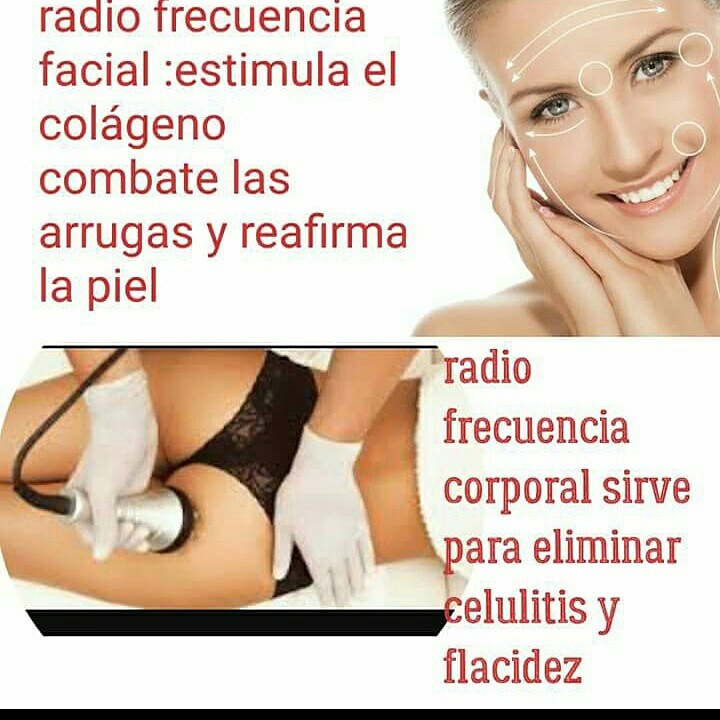 radio frecuencia
facial :estimula el
colágeno
combate las
arrugas y reafirma
la piel
radio
frecuencia
corporal sirve
para eliminar
celulitis y
flacidez